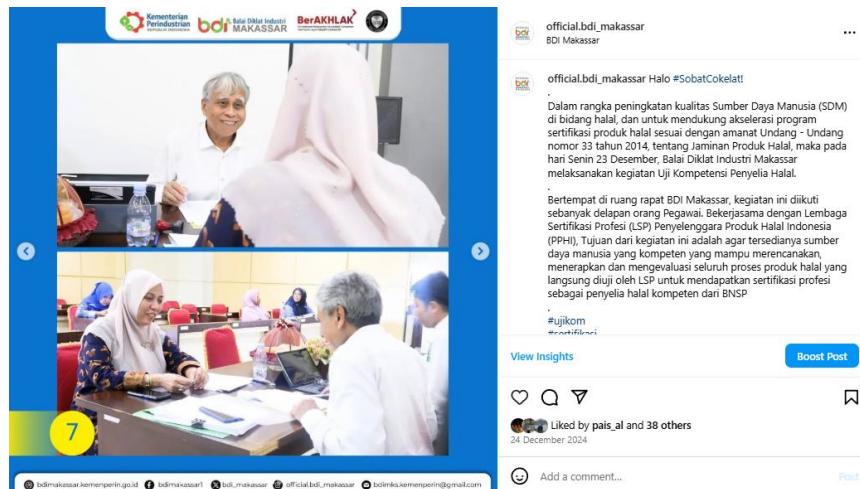 Kementerian
Perindustrian
REPUBLIK INDONESIA
bdi Balai Diklat Industri
MAKASSAR
BerAKHLAK
7
bdimakassar.kemenperin.go.id bdimakassar1 bdi_makassar official.bdi_makassar bdimks.kemenperin@gmail.com
official.bdi_makassar
BDI Makassar
official.bdi_makassar Halo #SobatCokelat!
.
Dalam rangka peningkatan kualitas Sumber Daya Manusia (SDM)
di bidang halal, dan untuk mendukung akselerasi program
sertifikasi produk halal sesuai dengan amanat Undang - Undang
nomor 33 tahun 2014, tentang Jaminan Produk Halal, maka pada
hari Senin 23 Desember, Balai Diklat Industri Makassar
melaksanakan kegiatan Uji Kompetensi Penyelia Halal.
.
Bertempat di ruang rapat BDI Makassar, kegiatan ini diikuti
sebanyak delapan orang Pegawai. Bekerjasama dengan Lembaga
Sertifikasi Profesi (LSP) Penyelenggara Produk Halal Indonesia
(PPHI), Tujuan dari kegiatan ini adalah agar tersedianya sumber
daya manusia yang kompeten yang mampu merencanakan,
menerapkan dan mengevaluasi seluruh proses produk halal yang
langsung diuji oleh LSP untuk mendapatkan sertifikasi profesi
sebagai penyelia halal kompeten dari BNSP
.
#ujikom
#sertifikasi
View Insights
Boost Post
Liked by pais_al and 38 others
24 December 2024
Add a comment...
Post